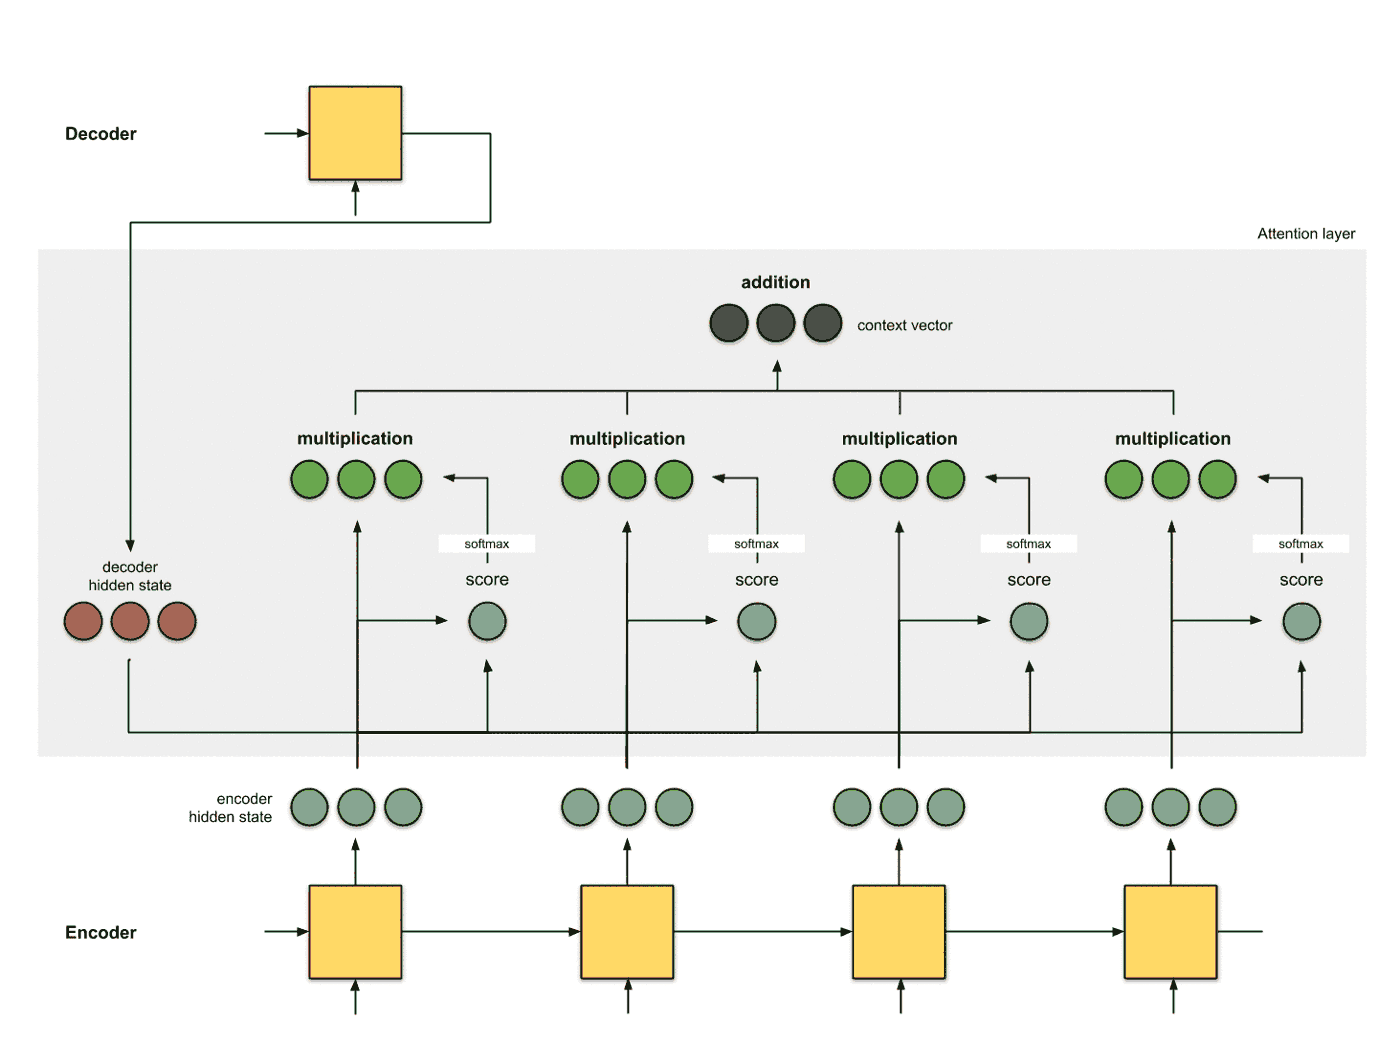 Decoder
Attention layer
addition
context vector
multiplication
multiplication
multiplication
multiplication
softmax
softmax
softmax
softmax
decoder
hidden state
score
score
score
score
encoder
hidden state
Encoder